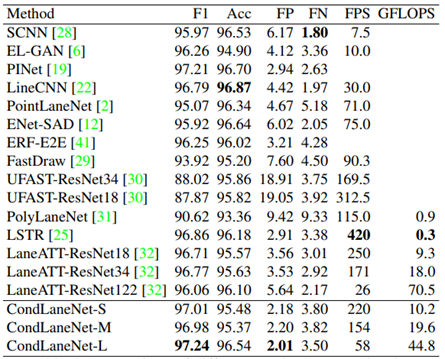 Method F1 Acc FP FN FPS GFLOPS
SCNN [28] 95.97 96.53 6.17 1.80 7.5
EL-GAN [6] 96.26 94.90 4.12 3.36 10.0
PINet [19] 97.21 96.70 2.94 2.63
LineCNN [22] 96.79 96.87 4.42 1.97 30.0
PointLaneNet [2] 95.07 96.34 4.67 5.18 71.0
ENet-SAD [12] 95.92 96.64 6.02 2.05 75.0
ERF-E2E [41] 96.25 96.02 3.21 4.28
FastDraw [29] 93.92 95.20 7.60 4.50 90.3
UFAST-ResNet34 [30] 88.02 95.86 18.91 3.75 169.5
UFAST-ResNet18 [30] 87.87 95.82 19.05 3.92 312.5
PolyLaneNet [31] 90.62 93.36 9.42 9.33 115.0 0.9
LSTR [25] 96.86 96.18 2.91 3.38 420 0.3
LaneATT-ResNet18 [32] 96.71 95.57 3.56 3.01 250 9.3
LaneATT-ResNet34 [32] 96.77 95.63 3.53 2.92 171 18.0
LaneATT-ResNet122 [32] 96.06 96.10 5.64 2.17 26 70.5
CondLaneNet-S 97.01 95.48 2.18 3.80 220 10.2
CondLaneNet-M 96.98 95.37 2.20 3.82 154 19.6
CondLaneNet-L 97.24 96.54 2.01 3.50 58 44.8